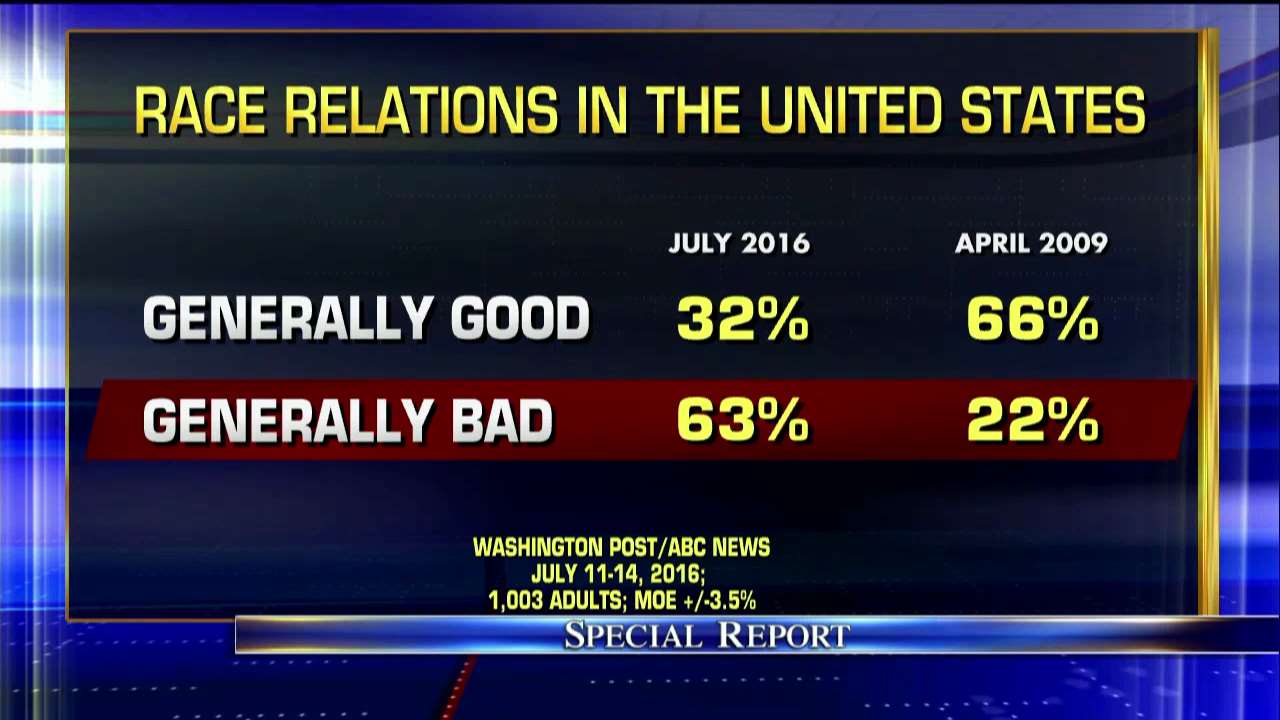 RACE RELATIONS IN THE UNITED STATES
JULY 2016 APRIL 2009
GENERALLY GOOD 32% 66%
GENERALLY BAD 63% 22%
WASHINGTON POST/ABC NEWS
JULY 11-14, 2016;
1,003 ADULTS; MOE +/-3.5%
SPECIAL REPORT